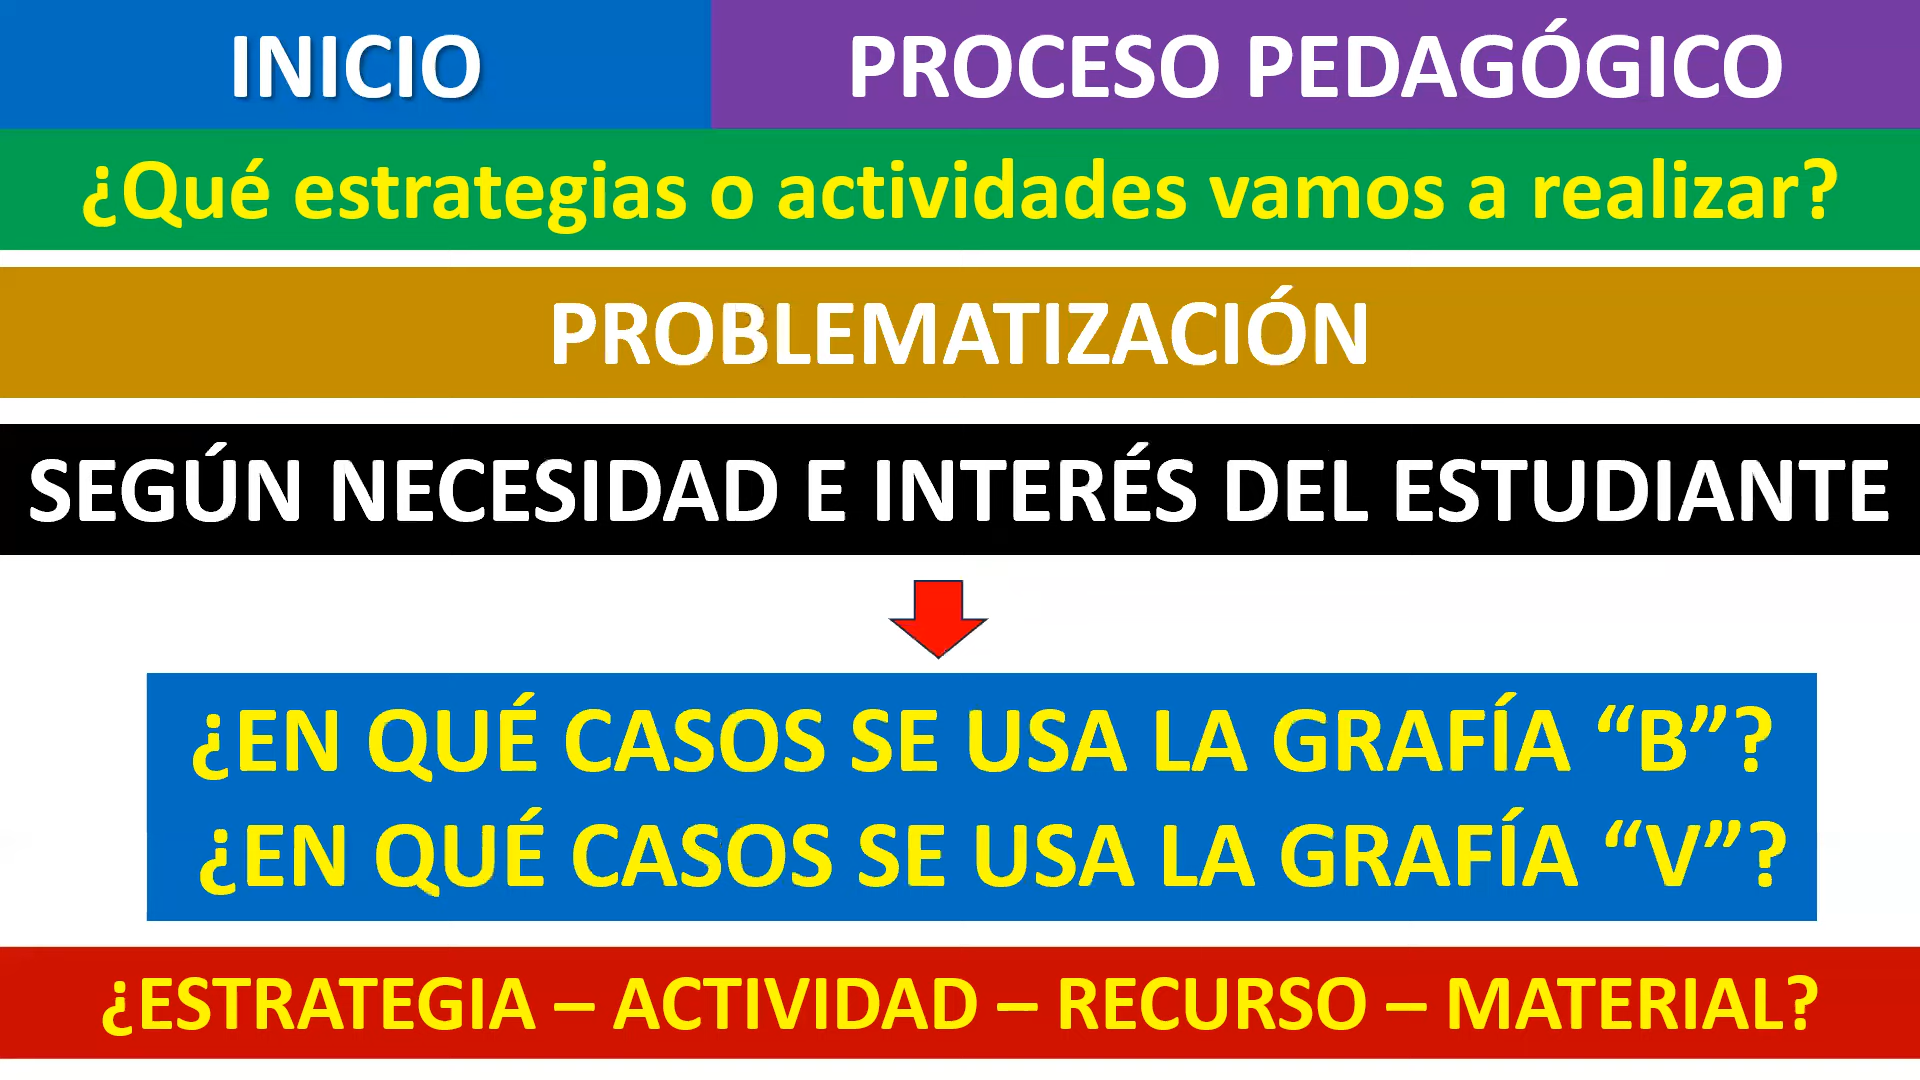 INICIO
PROCESO PEDAGÓGICO
¿Qué estrategias o actividades vamos a realizar?
PROBLEMATIZACIÓN
SEGÚN NECESIDAD E INTERÉS DEL ESTUDIANTE
¿EN QUÉ CASOS SE USA LA GRAFÍA “B”?
¿EN QUÉ CASOS SE USA LA GRAFÍA “V”?
¿ESTRATEGIA – ACTIVIDAD – RECURSO – MATERIAL?